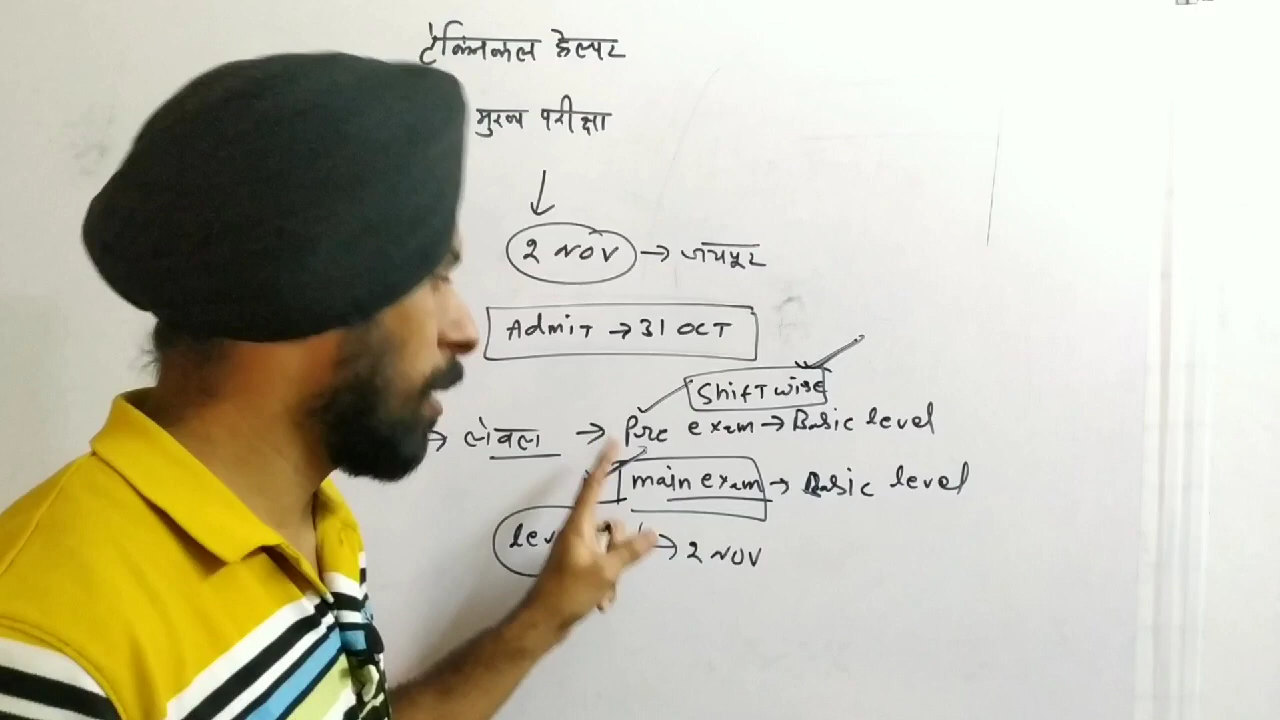 टेक्निकल हेल्पर
मुख्य परीक्षा
2 NOV → जयपुर
Admit → 31 OCT
Shift wise
→ लेवल → Pre exam → Basic level
main exam → Basic level
→ 2 NOV